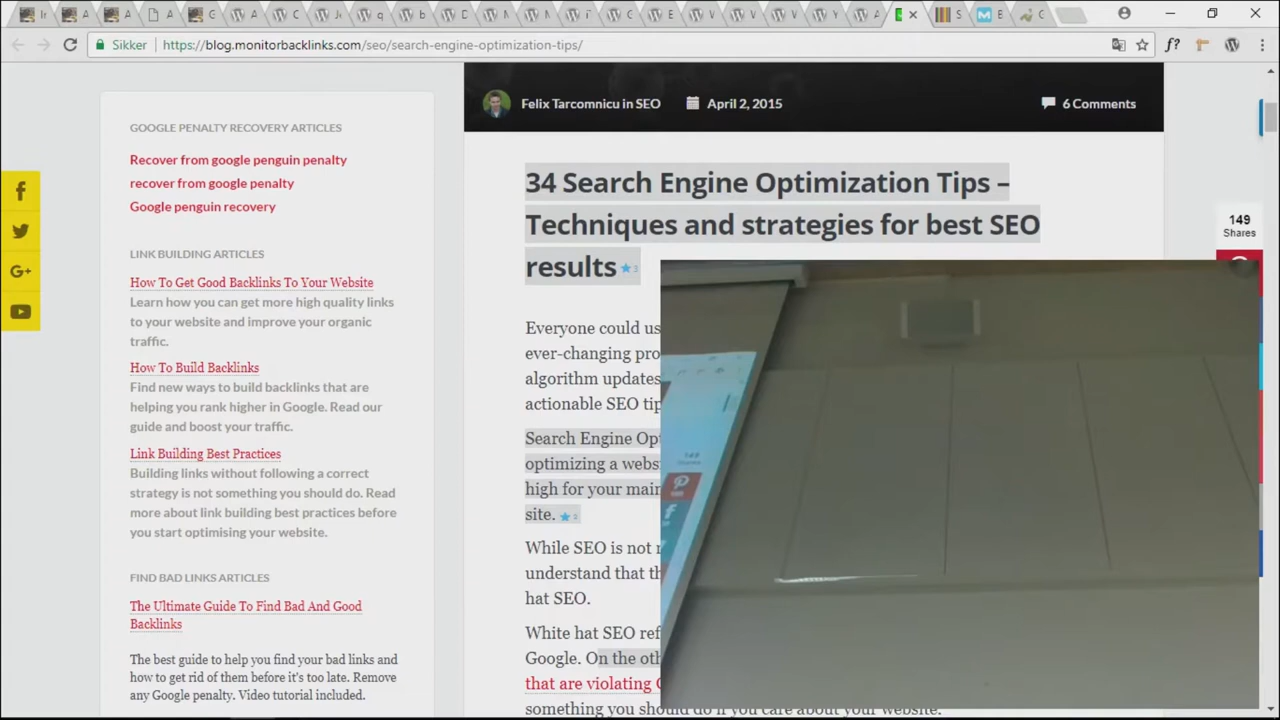 Sikker
https://blog.monitorbacklinks.com/seo/search-engine-optimization-tips/
Felix Tarcomnicu in SEO
April 2, 2015
6 Comments
GOOGLE PENALTY RECOVERY ARTICLES
Recover from google penguin penalty
recover from google penalty
Google penguin recovery
LINK BUILDING ARTICLES
How To Get Good Backlinks To Your Website
Learn how you can get more high quality links
to your website and improve your organic
traffic.
How To Build Backlinks
Find new ways to build backlinks that are
helping you rank higher in Google. Read our
guide and boost your traffic.
Link Building Best Practices
Building links without following a correct
strategy is not something you should do. Read
more about link building best practices before
you start optimising your website.
FIND BAD LINKS ARTICLES
The Ultimate Guide To Find Bad And Good
Backlinks
The best guide to help you find your bad links and
how to get rid of them before it's too late. Remove
any Google penalty. Video tutorial included.
34 Search Engine Optimization Tips –
Techniques and strategies for best SEO
results 3
Everyone could us
ever-changing pro
algorithm updates
actionable SEO tip
Search Engine Opt
optimizing a websi
high for your main
site. 2
While SEO is not
understand that th
hat SEO.
White hat SEO ref
Google. On the oth
that are violating
something you should do if you care about your website.
149
Shares